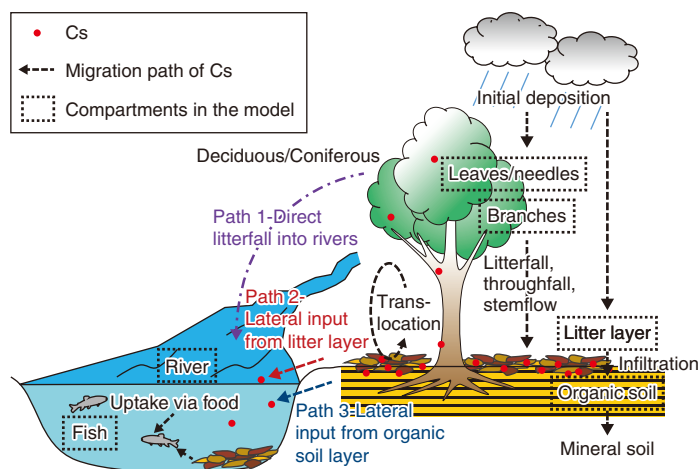 Cs
Migration path of Cs
Compartments in the model
Initial deposition
Deciduous/Coniferous
Leaves/needles
Branches
Path 1-Direct
litterfall into rivers
Litterfall,
throughfall,
stemflow
Path 2-
Lateral input
from litter layer
Trans-
location
Litter layer
River
Infiltration
Uptake via food
Organic soil
Fish
Path 3-Lateral
input from organic
soil layer
Mineral soil